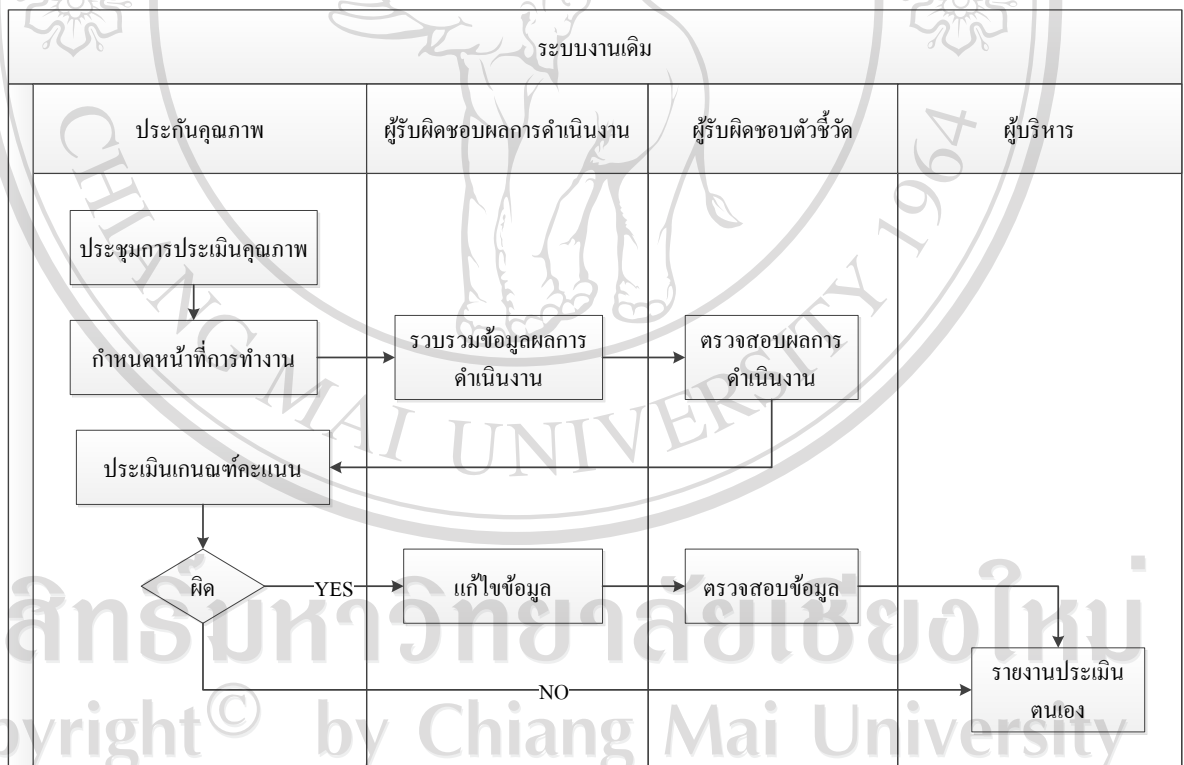 ระบบงานเดิม
ประกันคุณภาพ
ผู้รับผิดชอบผลการดำเนินงาน
ผู้รับผิดชอบตัวชี้วัด
ผู้บริหาร
ประชุมการประเมินคุณภาพ
กำหนดหน้าที่การทำงาน
รวบรวมข้อมูลผลการ
ดำเนินงาน
ตรวจสอบผลการ
ดำเนินงาน
ประเมินเกนณฑ์คะแนน
ผิด
YES
แก้ไขข้อมูล
ตรวจสอบข้อมูล
NO
รายงานประเมิน
ตนเอง
CHIANG MAI UNIVERSITY 1964
สิทธิ์มหาวิทยาลัยเชียงใหม่
pyright© by Chiang Mai University